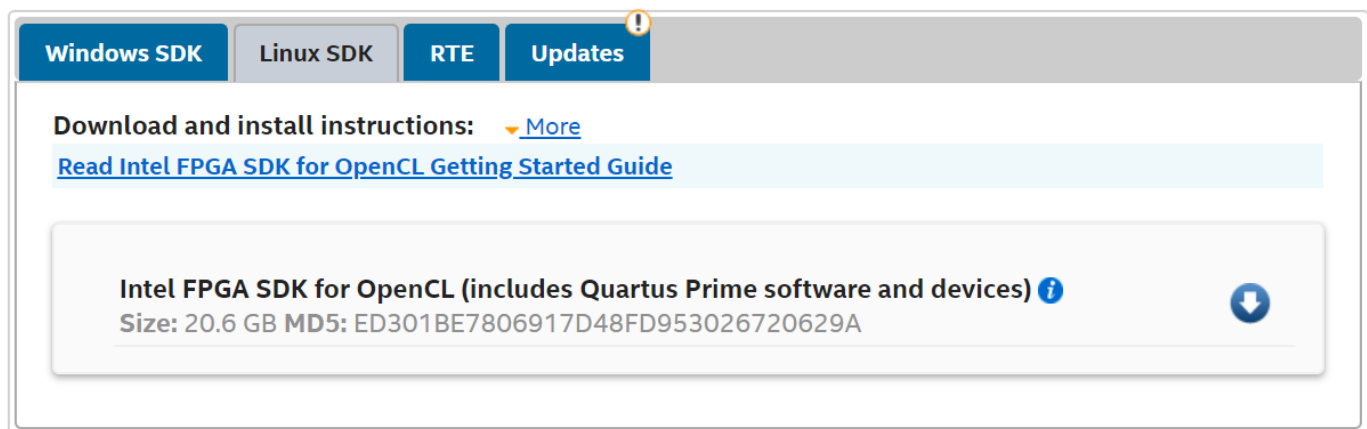 Windows SDK Linux SDK RTE Updates
Download and install instructions: More
Read Intel FPGA SDK for OpenCL Getting Started Guide
Intel FPGA SDK for OpenCL (includes Quartus Prime software and devices)
Size: 20.6 GB MD5: ED301BE7806917D48FD953026720629A